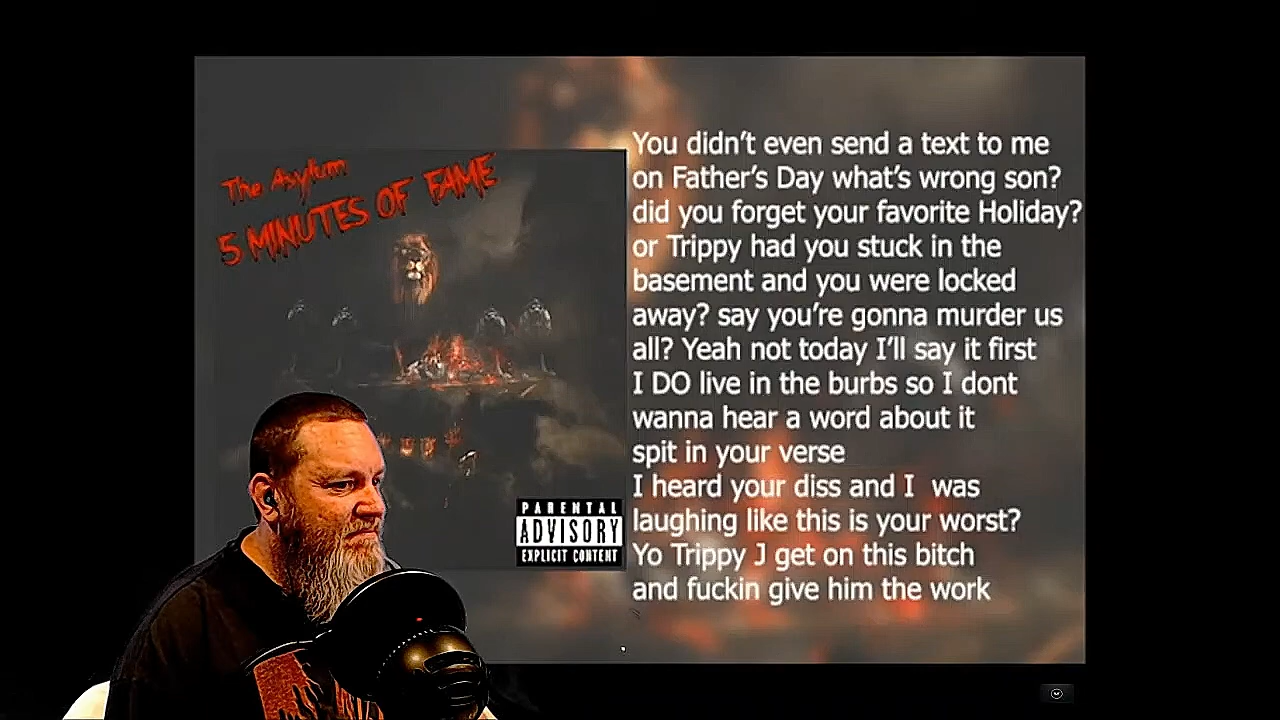 The Asylum
5 MINUTES OF FAME
PARENTAL
ADVISORY
EXPLICIT CONTENT
You didn’t even send a text to me
on Father’s Day what’s wrong son?
did you forget your favorite Holiday?
or Trippy had you stuck in the
basement and you were locked
away? say you’re gonna murder us
all? Yeah not today I’ll say it first
I DO live in the burbs so I dont
wanna hear a word about it
spit in your verse
I heard your diss and I  was
laughing like this is your worst?
Yo Trippy J get on this bitch
and fuckin give him the work